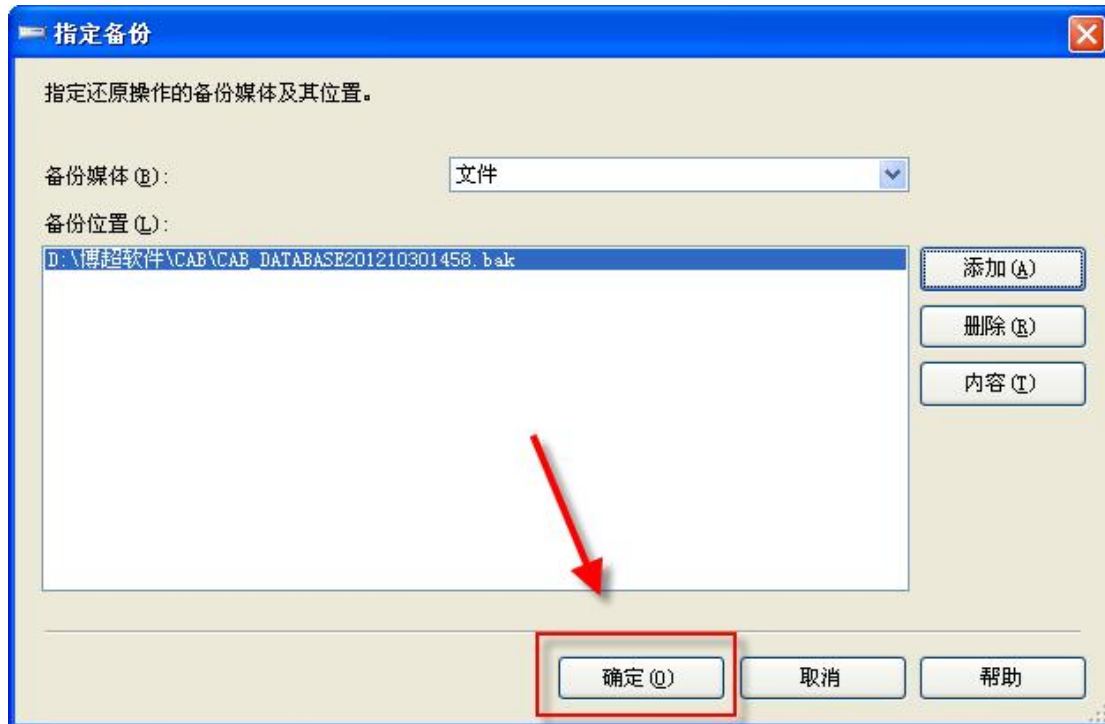 指定备份
指定还原操作的备份媒体及其位置。
备份媒体(B):
文件
备份位置(L):
D:\博超软件\CAB\CAB_DATABASE201210301458.bak
添加(A)
删除(R)
内容(T)
确定(O)
取消
帮助